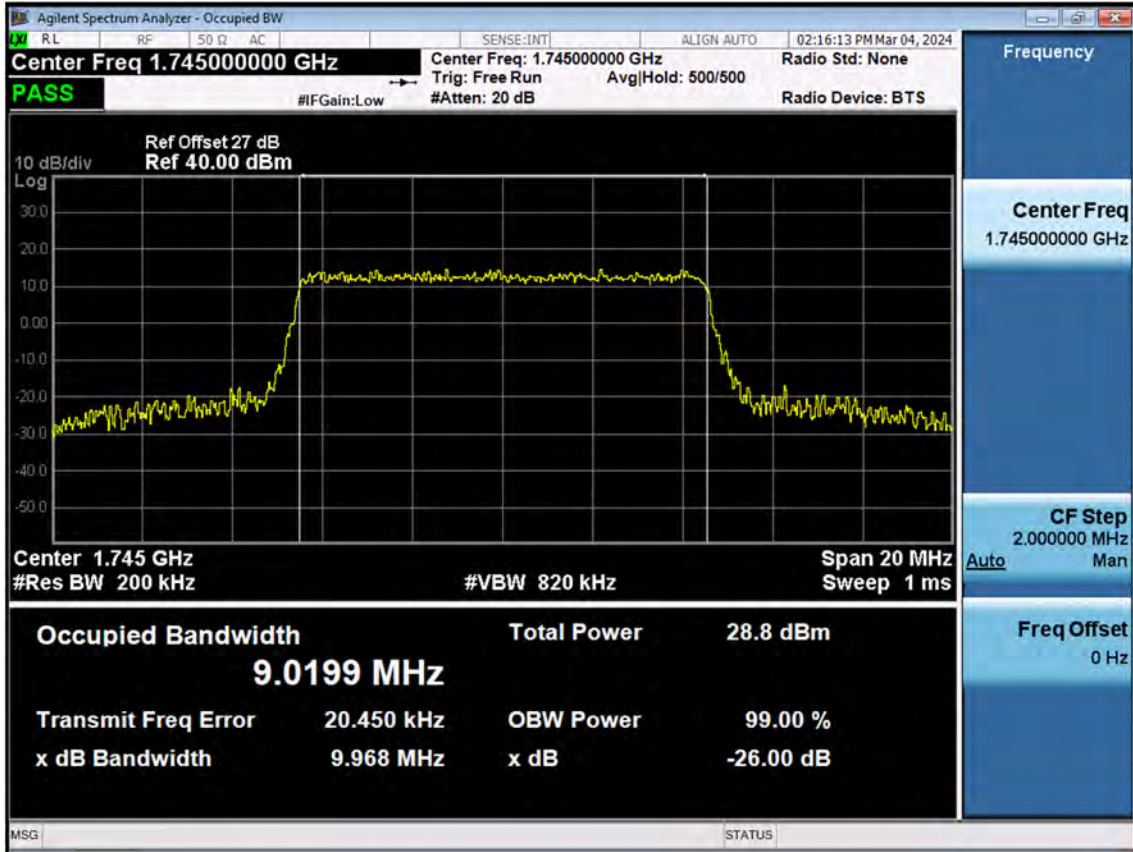 Agilent Spectrum Analyzer - Occupied BW
LXI RL RF 50 Ω AC SENSE:INT ALIGN AUTO 02:16:13 PM Mar 04, 2024
Center Freq 1.745000000 GHz Center Freq: 1.745000000 GHz Radio Std: None Frequency
Trig: Free Run Avg|Hold: 500/500
PASS #IFGain:Low #Atten: 20 dB Radio Device: BTS
Ref Offset 27 dB
10 dB/div Ref 40.00 dBm
Log
30.0
20.0
10.0
0.00
-10.0
-20.0
-30.0
-40.0
-50.0
Center 1.745 GHz Span 20 MHz
#Res BW 200 kHz #VBW 820 kHz Sweep 1 ms
Occupied Bandwidth Total Power 28.8 dBm
9.0199 MHz
Transmit Freq Error 20.450 kHz OBW Power 99.00 %
x dB Bandwidth 9.968 MHz x dB -26.00 dB
Center Freq
1.745000000 GHz
CF Step
2.000000 MHz
Auto Man
Freq Offset
0 Hz
MSG STATUS